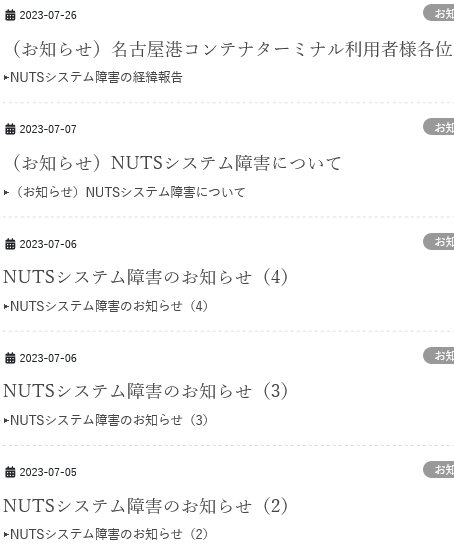 2023-07-26
お知
（お知らせ）名古屋港コンテナターミナル利用者様各位
▸NUTSシステム障害の経緯報告
2023-07-07
お知
（お知らせ）NUTSシステム障害について
▸（お知らせ）NUTSシステム障害について
2023-07-06
お知
NUTSシステム障害のお知らせ（4）
▸NUTSシステム障害のお知らせ（4）
2023-07-06
お知
NUTSシステム障害のお知らせ（3）
▸NUTSシステム障害のお知らせ（3）
2023-07-05
お知
NUTSシステム障害のお知らせ（2）
▸NUTSシステム障害のお知らせ（2）